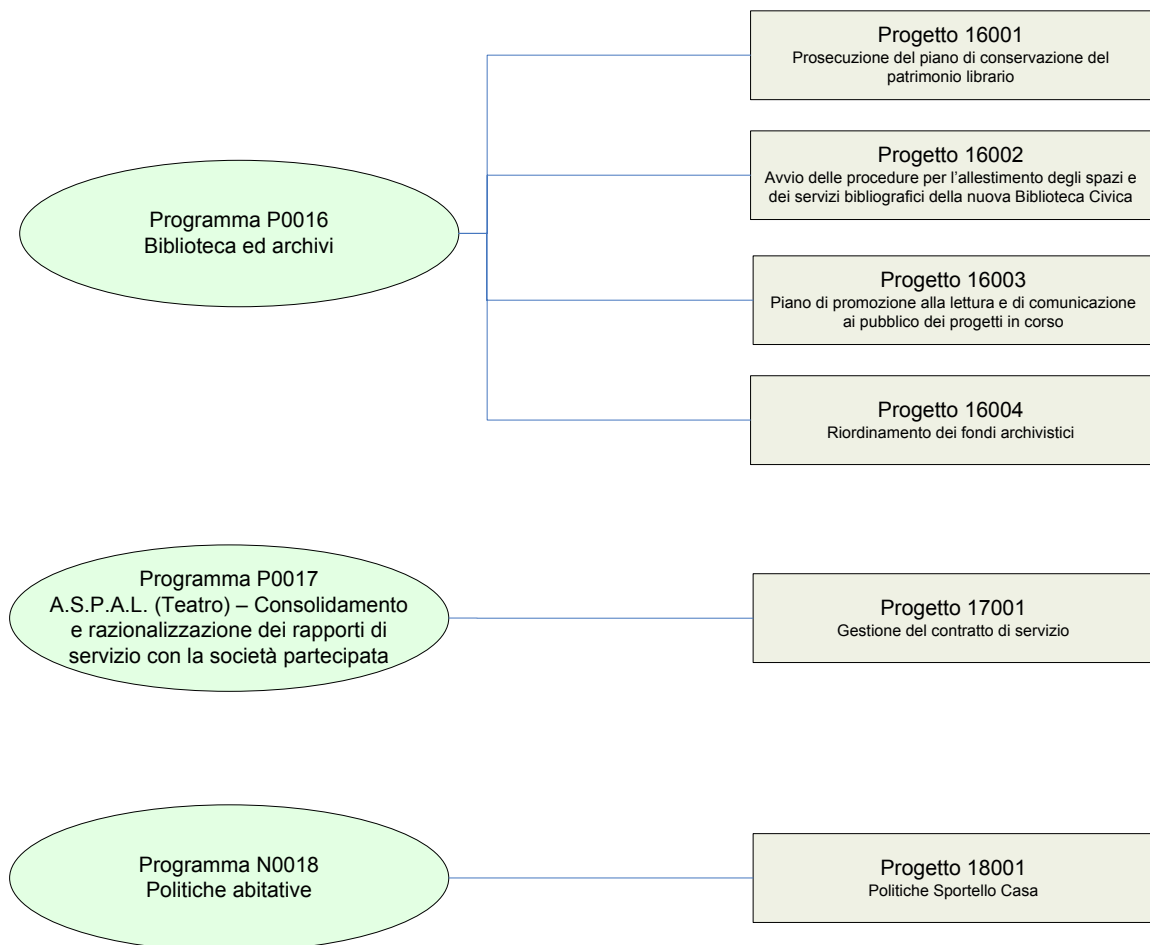 Programma P0016
Biblioteca ed archivi
Progetto 16001
Prosecuzione del piano di conservazione del
patrimonio librario
Progetto 16002
Avvio delle procedure per l’allestimento degli spazi e
dei servizi bibliografici della nuova Biblioteca Civica
Progetto 16003
Piano di promozione alla lettura e di comunicazione
ai pubblico dei progetti in corso
Progetto 16004
Riordinamento dei fondi archivistici
Programma P0017
A.S.P.A.L. (Teatro) – Consolidamento
e razionalizzazione dei rapporti di
servizio con la società partecipata
Progetto 17001
Gestione del contratto di servizio
Programma N0018
Politiche abitative
Progetto 18001
Politiche Sportello Casa